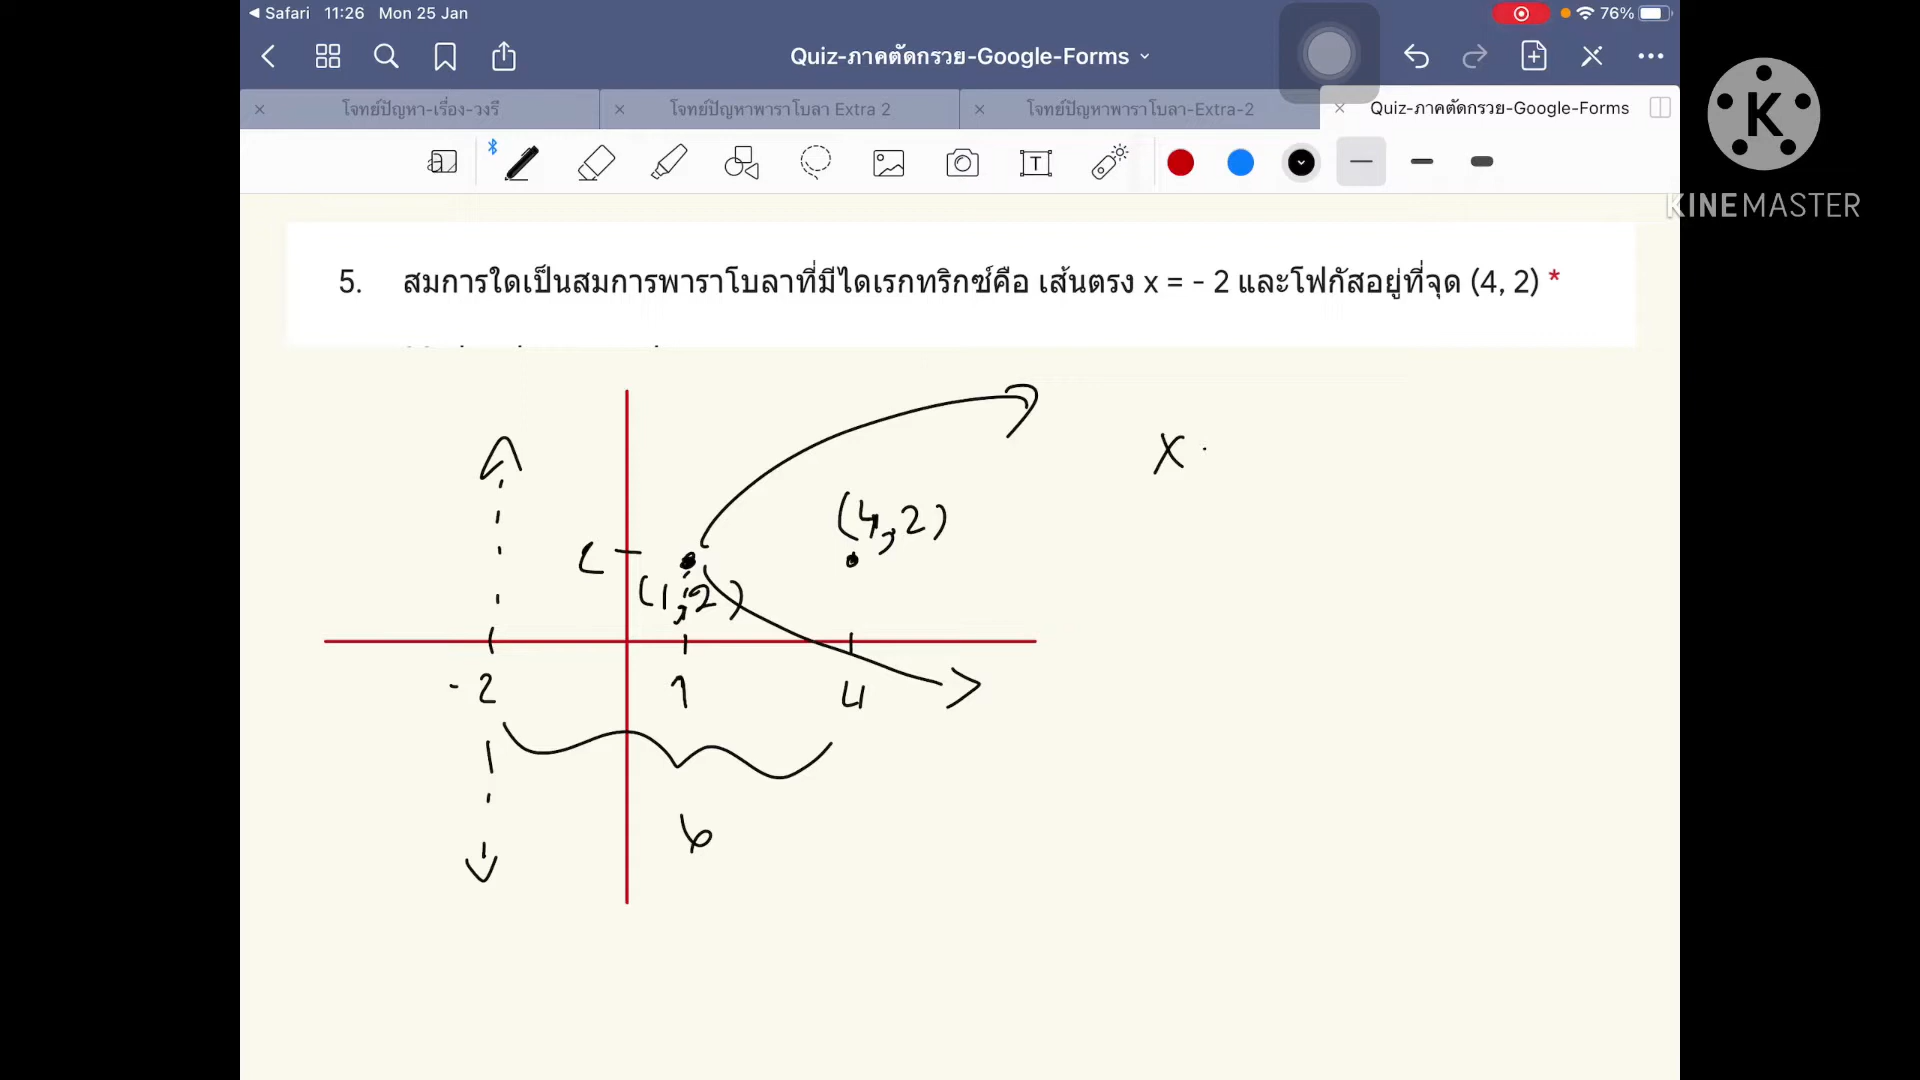 Safari 11:26 Mon 25 Jan 76%
Quiz-ภาคตัดกรวย-Google-Forms
โจทย์ปัญหา-เรื่อง-วงรี
โจทย์ปัญหาพาราโบลา Extra 2
โจทย์ปัญหาพาราโบลา-Extra-2
Quiz-ภาคตัดกรวย-Google-Forms
K
KINEMASTER
5. สมการใดเป็นสมการพาราโบลาที่มีไดเรกทริกซ์คือ เส้นตรง x = - 2 และโฟกัสอยู่ที่จุด (4, 2) *
X
(4,2)
2
(1,2)
-2 1 4
6